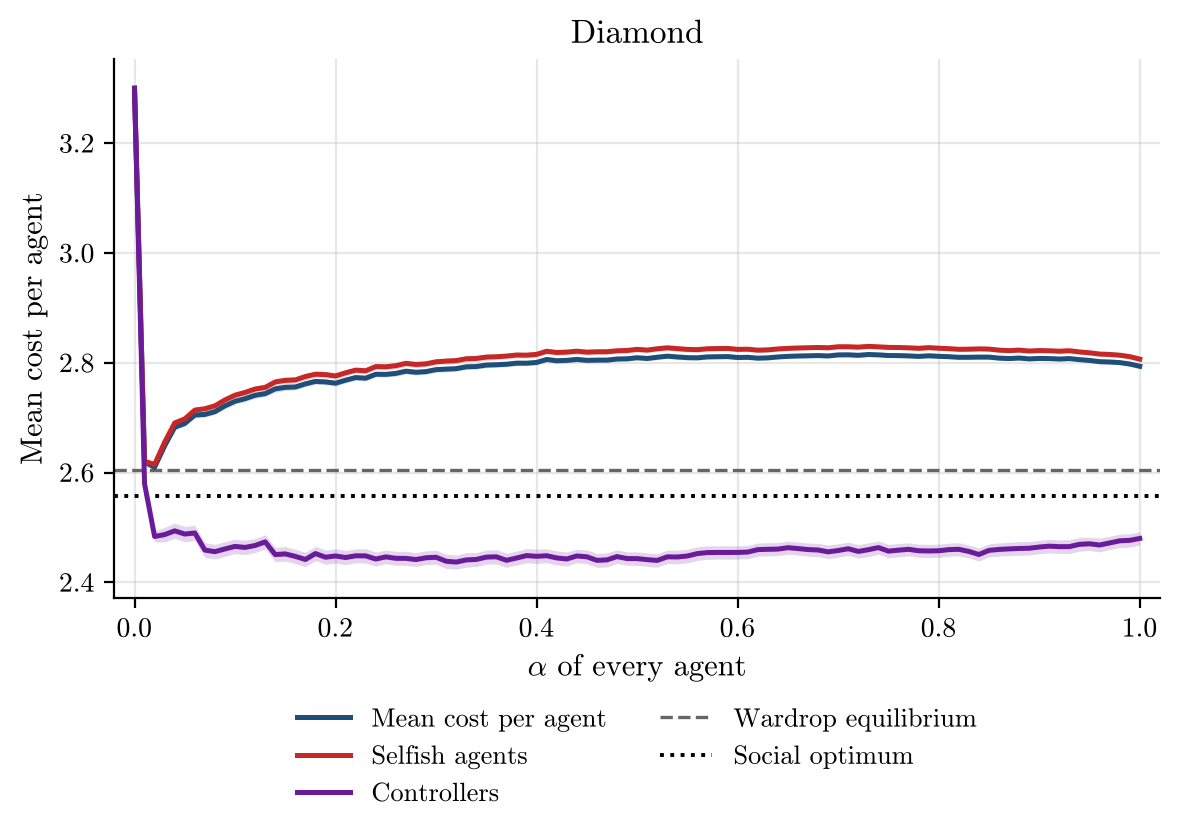 Diamond
Mean cost per agent
3.2
3.0
2.8
2.6
2.4
0.0 0.2 0.4 0.6 0.8 1.0
α of every agent
Mean cost per agent
Selfish agents
Controllers
Wardrop equilibrium
Social optimum